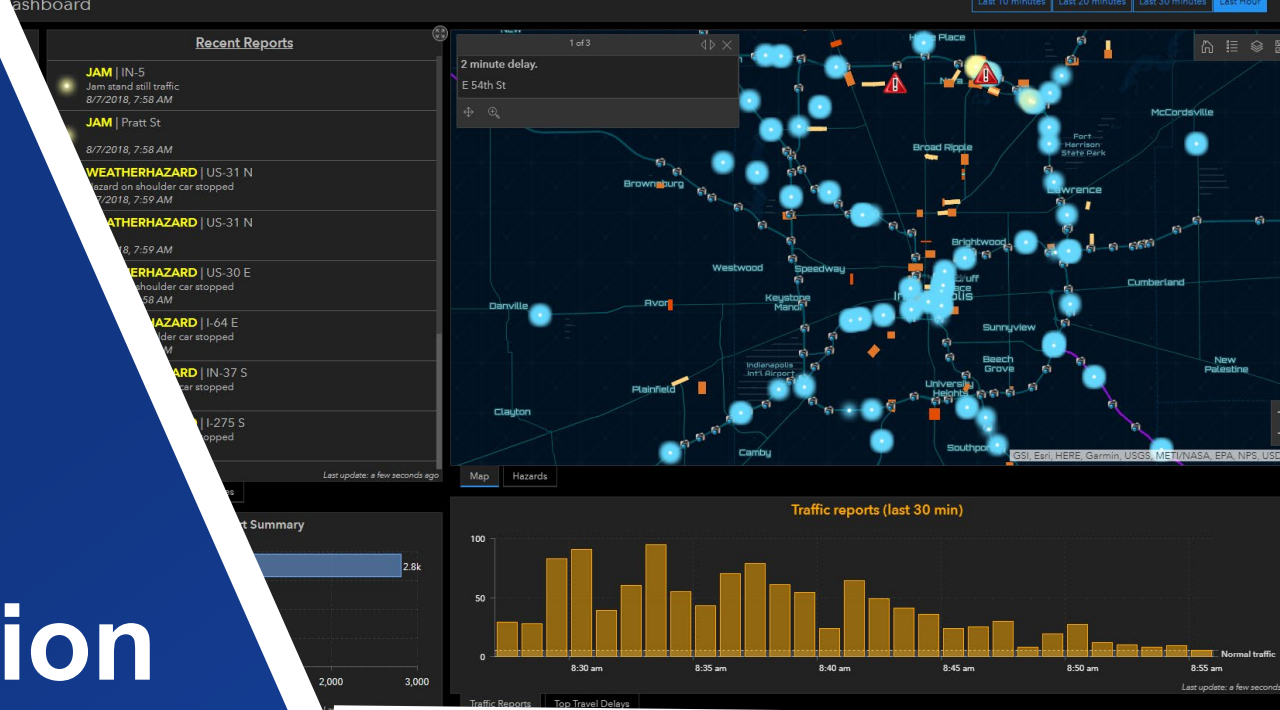 ashboard
Last 10 minutes
Last 20 minutes
Last 30 minutes
Last Hour
Recent Reports
JAM | IN-5
Jam stand still traffic
8/7/2018, 7:58 AM
JAM | Pratt St
8/7/2018, 7:58 AM
WEATHERHAZARD | US-31 N
azard on shoulder car stopped
7/2018, 7:59 AM
ATHERHAZARD | US-31 N
18, 7:59 AM
ERHAZARD | US-30 E
shoulder car stopped
58 AM
AZARD | I-64 E
lder car stopped
M
ARD | IN-37 S
car stopped
| I-275 S
opped
Last update: a few seconds ago
es
t Summary
2.8k
2,000
3,000
ion
1 of 3
2 minute delay.
E 54th St
Place
McCordsville
Fort
Harrison
State Park
Broad Ripple
Brownsburg
Lawrence
Brightwood
Westwood
Speedway
Cumberland
Danville
Avon
Keystone
Manor
Sunnyview
Beech
Grove
New
Palestine
Indianapolis
Int'l Airport
Plainfield
University
Heights
Clayton
Camby
Southpor
GSI, Esri, HERE, Garmin, USGS, METI/NASA, EPA, NPS, USD
Map
Hazards
Traffic reports (last 30 min)
100
50
0
Normal traffic
8:30 am
8:35 am
8:40 am
8:45 am
8:50 am
8:55 am
Last update: a few seconds
Traffic Reports
Top Travel Delays